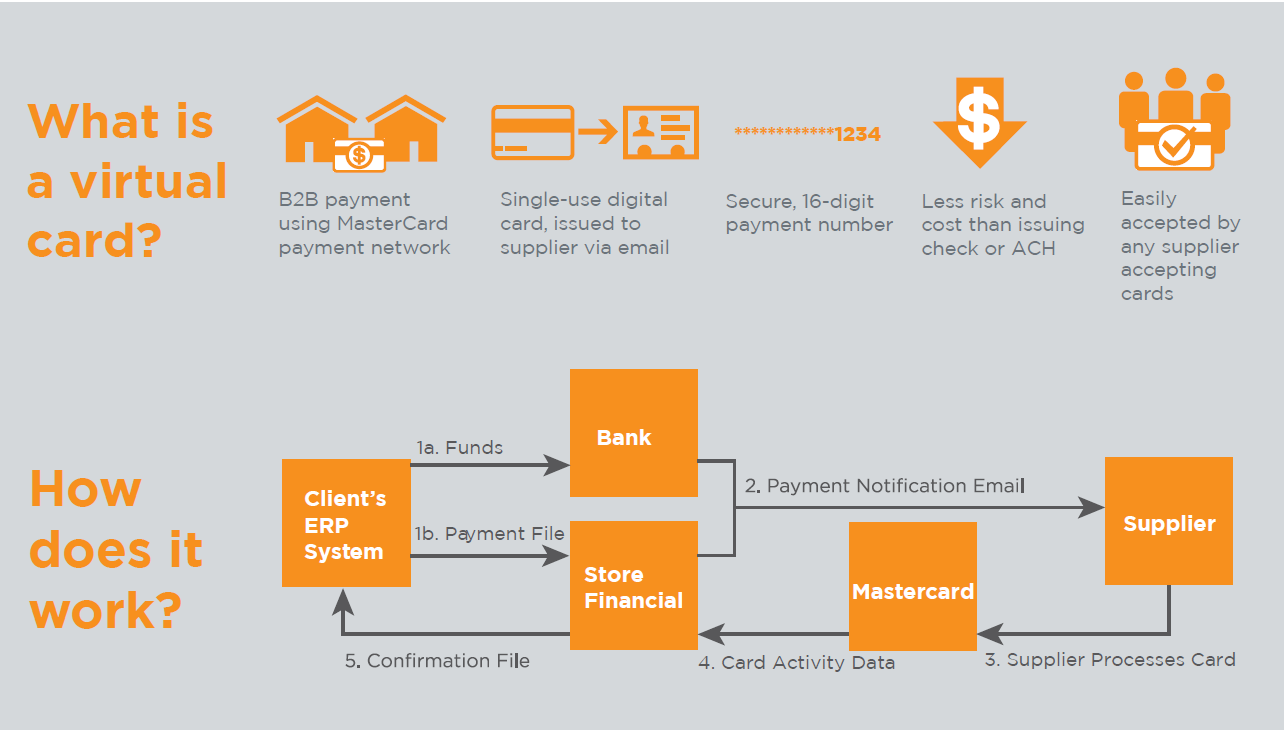 What is
a virtual
card?
************1234
B2B payment
using MasterCard
payment network
Single-use digital
card, issued to
supplier via email
Secure, 16-digit
payment number
Less risk and
cost than issuing
check or ACH
Easily
accepted by
any supplier
accepting
cards
$
$
How
does it
work?
Client's
ERP
System
1a. Funds
1b. Payment File
Bank
Store
Financial
2. Payment Notification Email
Supplier
Mastercard
3. Supplier Processes Card
4. Card Activity Data
5. Confirmation File